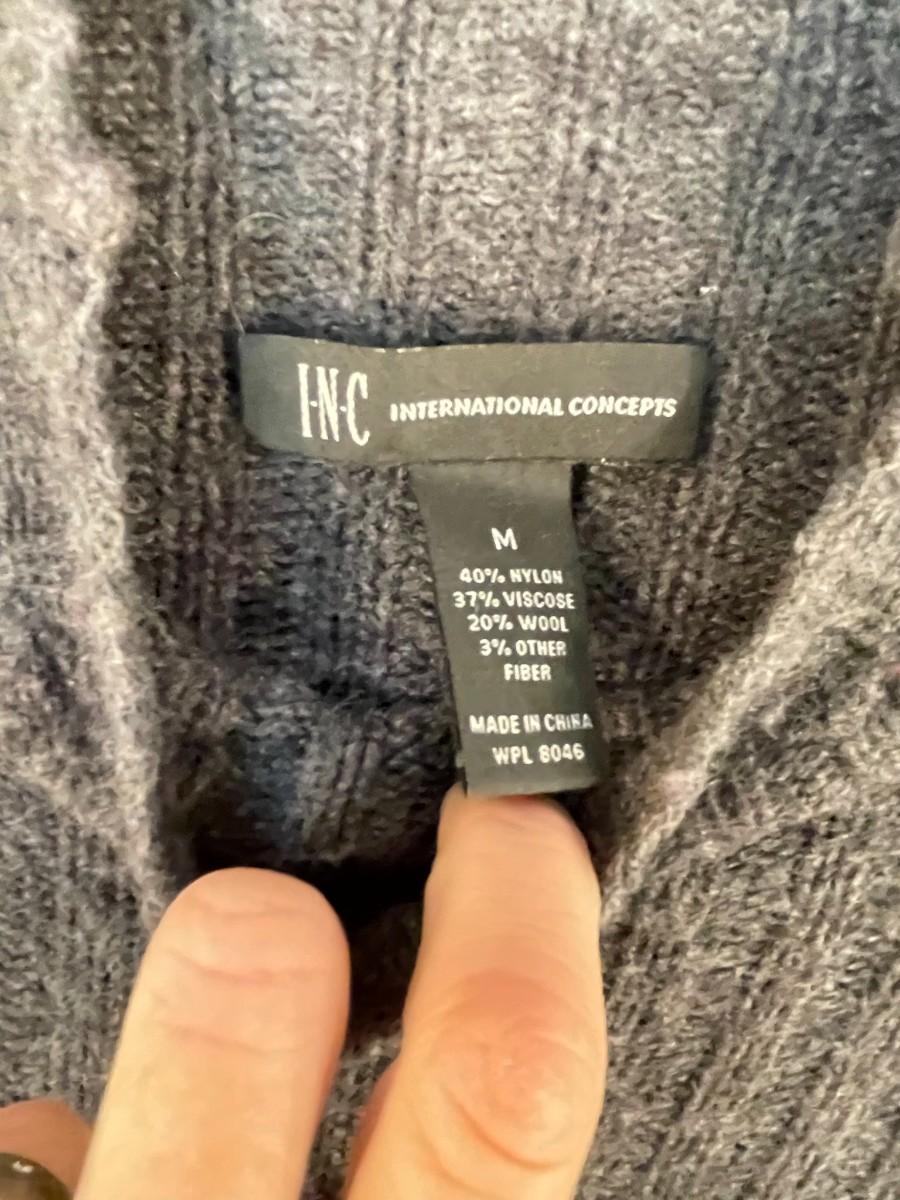 I·N·C INTERNATIONAL CONCEPTS
M
40% NYLON
37% VISCOSE
20% WOOL
3% OTHER
FIBER
MADE IN CHINA
WPL 8046